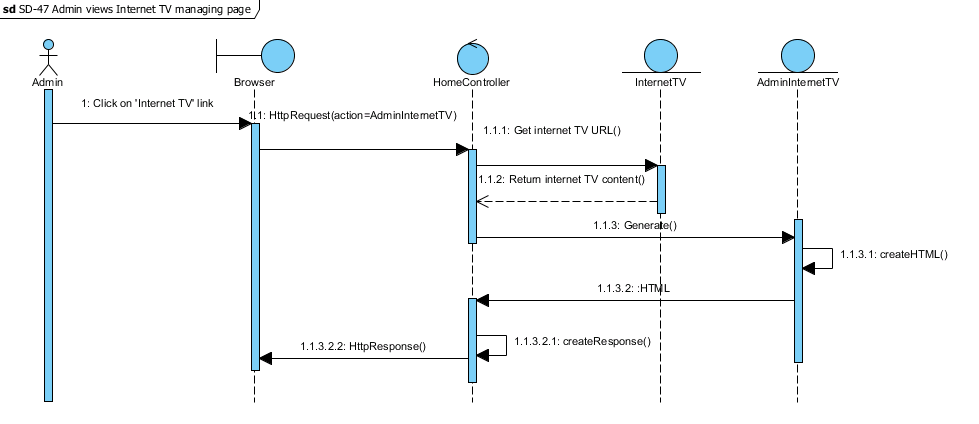 sd SD-47 Admin views Internet TV managing page
Admin
Browser
HomeController
InternetTV
AdminInternetTV
1: Click on 'Internet TV' link
1.1: HttpRequest(action=AdminInternetTV)
1.1.1: Get internet TV URL()
1.1.2: Return internet TV content()
1.1.3: Generate()
1.1.3.1: createHTML()
1.1.3.2: :HTML
1.1.3.2.1: createResponse()
1.1.3.2.2: HttpResponse()